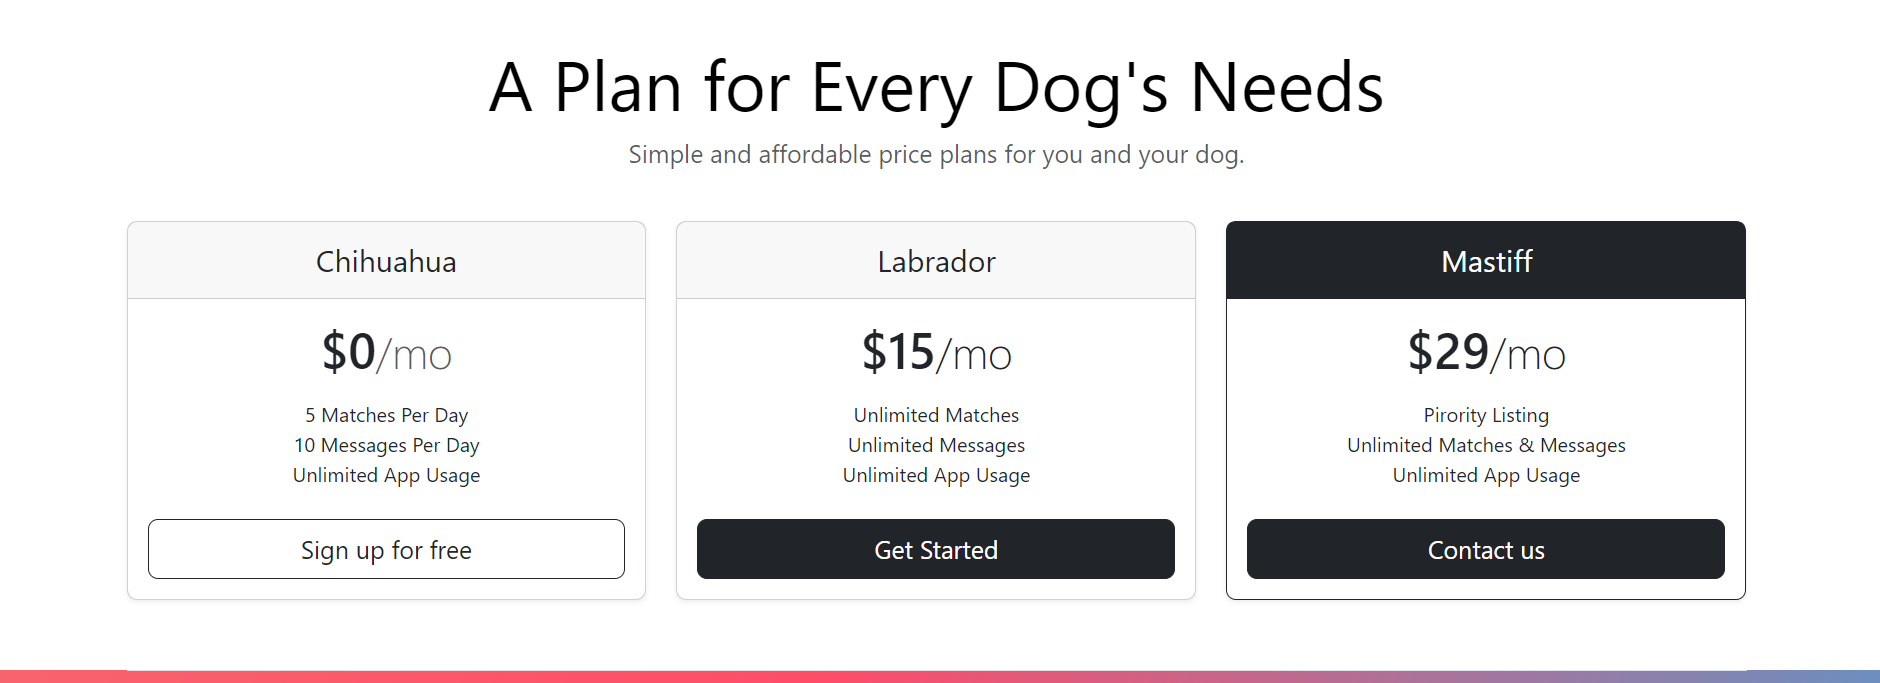 A Plan for Every Dog's Needs
Simple and affordable price plans for you and your dog.
Chihuahua
$0/mo
5 Matches Per Day
10 Messages Per Day
Unlimited App Usage
Sign up for free
Labrador
$15/mo
Unlimited Matches
Unlimited Messages
Unlimited App Usage
Get Started
Mastiff
$29/mo
Pirority Listing
Unlimited Matches & Messages
Unlimited App Usage
Contact us